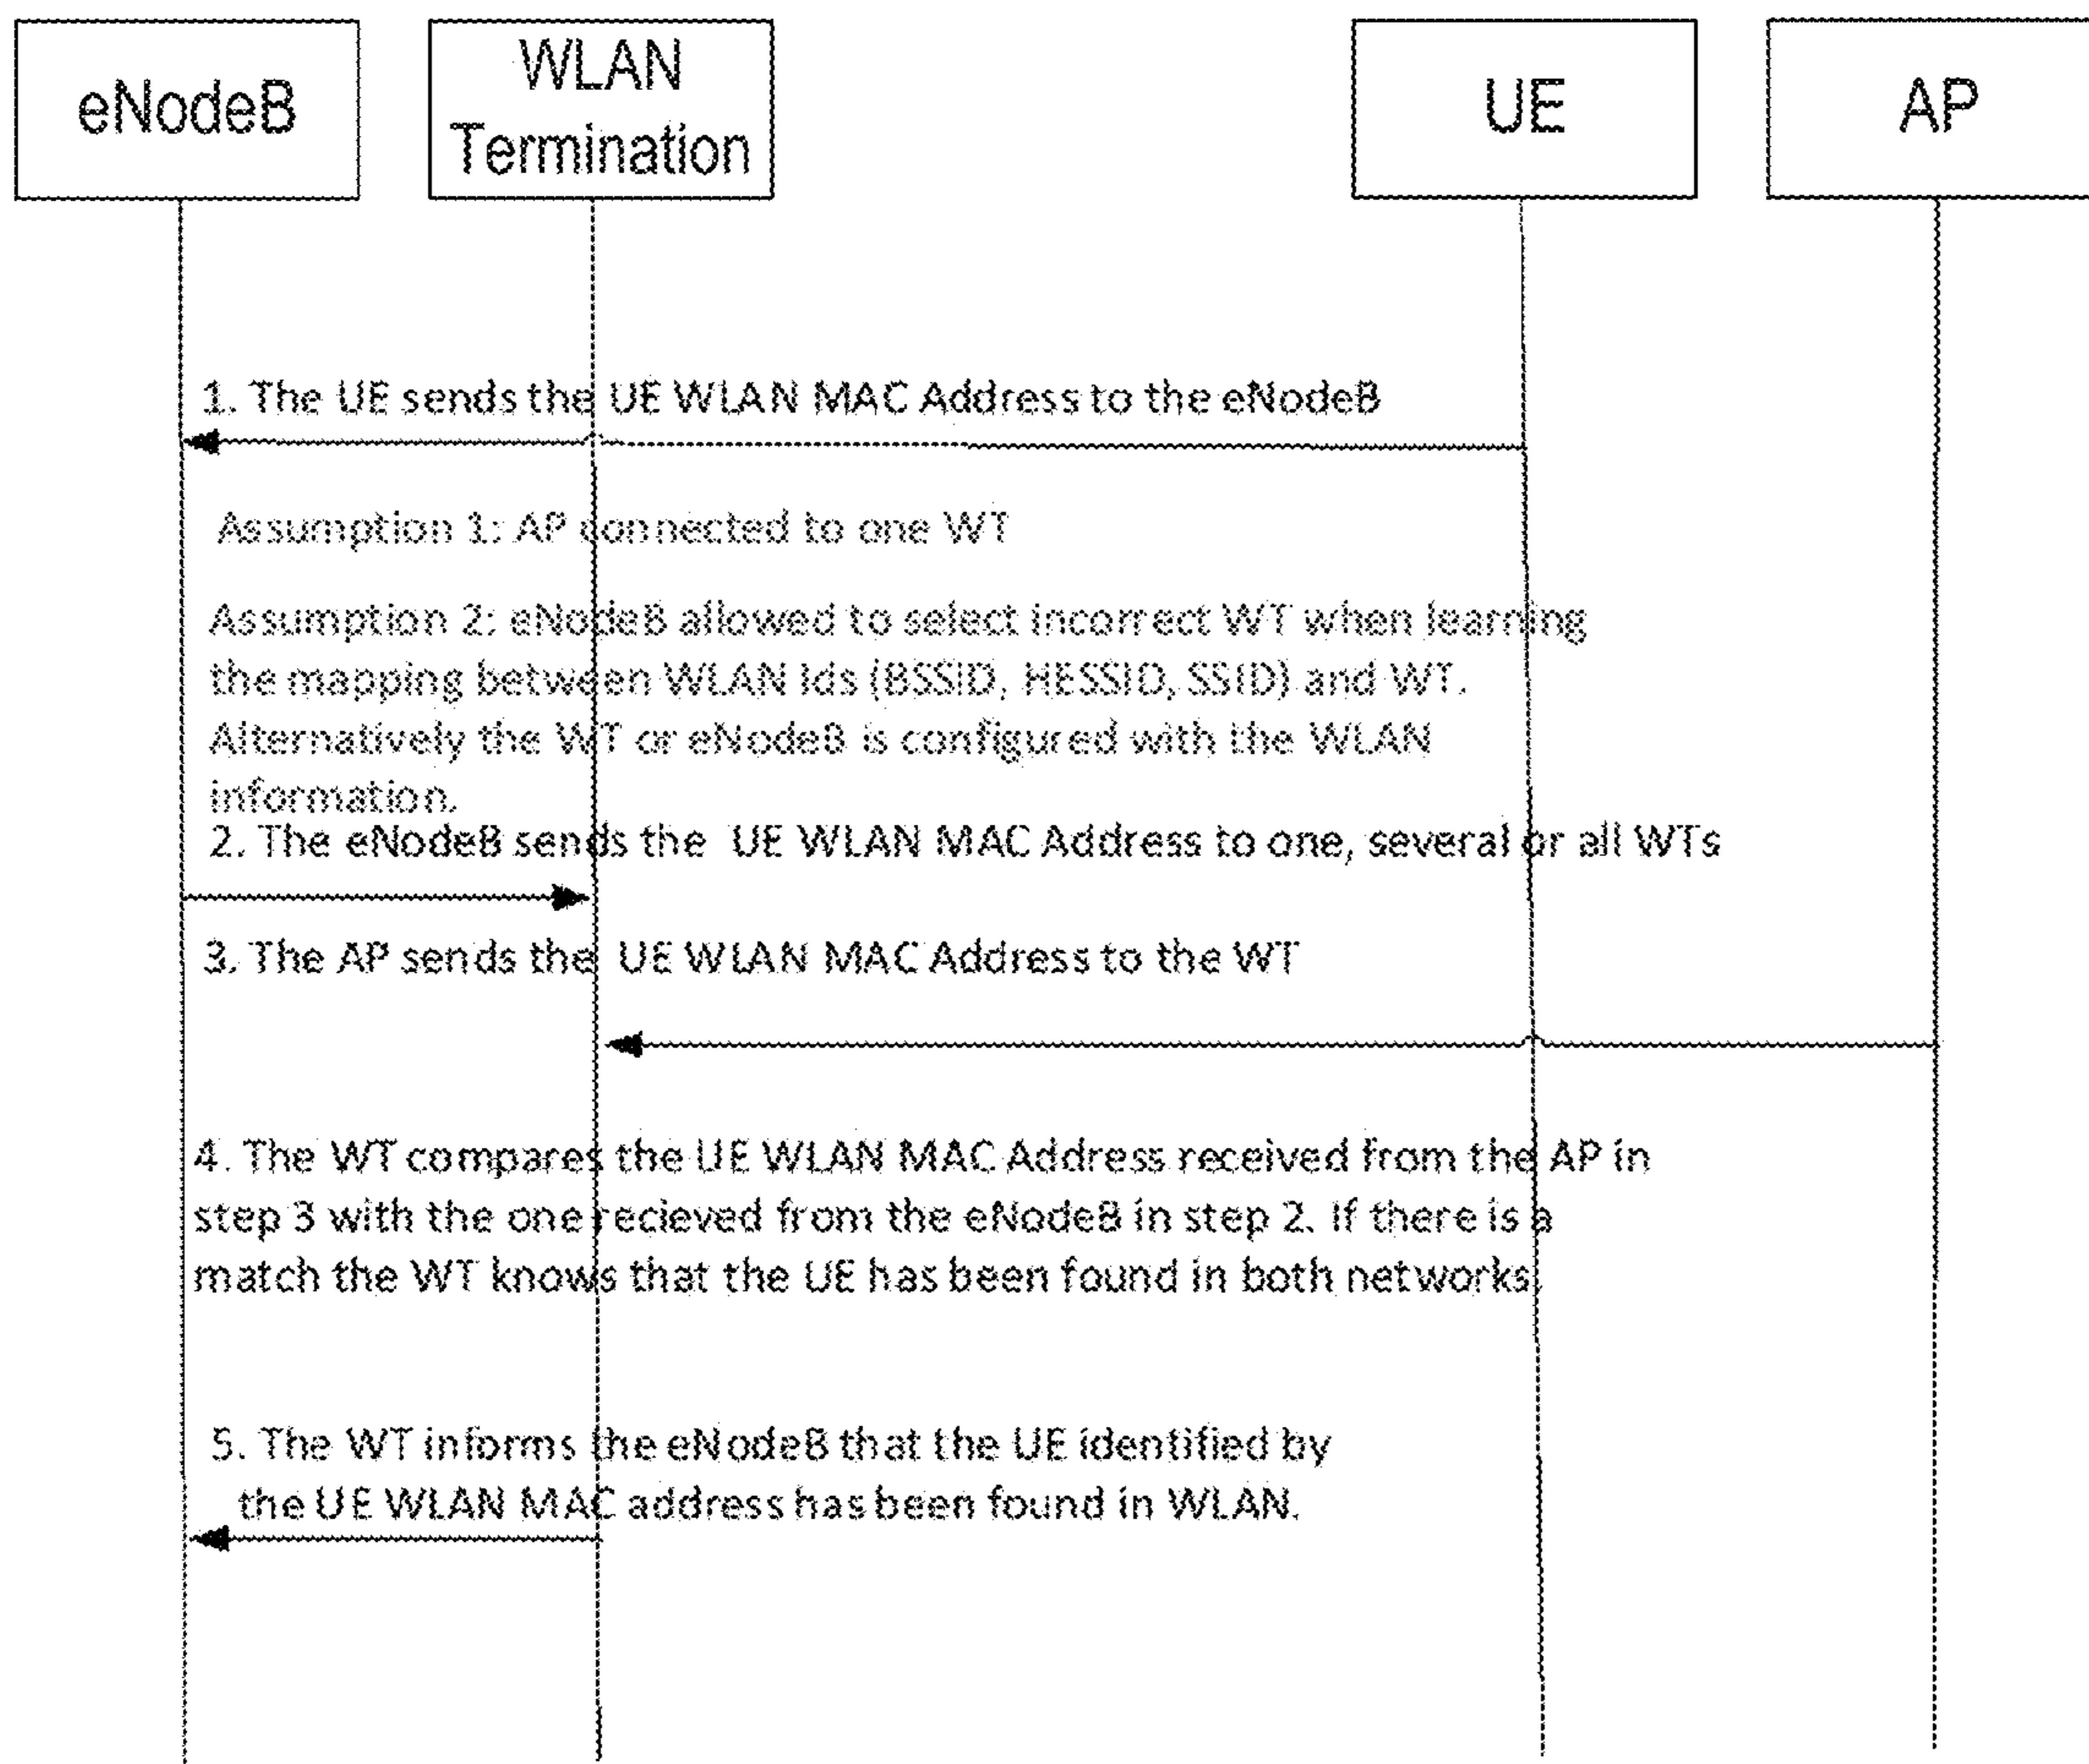 eNodeB
WLAN
Termination
UE
AP
1. The UE sends the UE WLAN MAC Address to the eNodeB
Assumption 1: AP connected to one WT
Assumption 2: eNodeB allowed to select incorrect WT when learning
the mapping between WLAN Ids (BSSID, HESSID, SSID) and WT.
Alternatively the WT or eNodeB is configured with the WLAN
information.
2. The eNodeB sends the UE WLAN MAC Address to one, several or all WTs
3. The AP sends the UE WLAN MAC Address to the WT
4. The WT compares the UE WLAN MAC Address received from the AP in
step 3 with the one recieved from the eNodeB in step 2. If there is a
match the WT knows that the UE has been found in both networks.
5. The WT informs the eNodeB that the UE identified by
the UE WLAN MAC address has been found in WLAN.